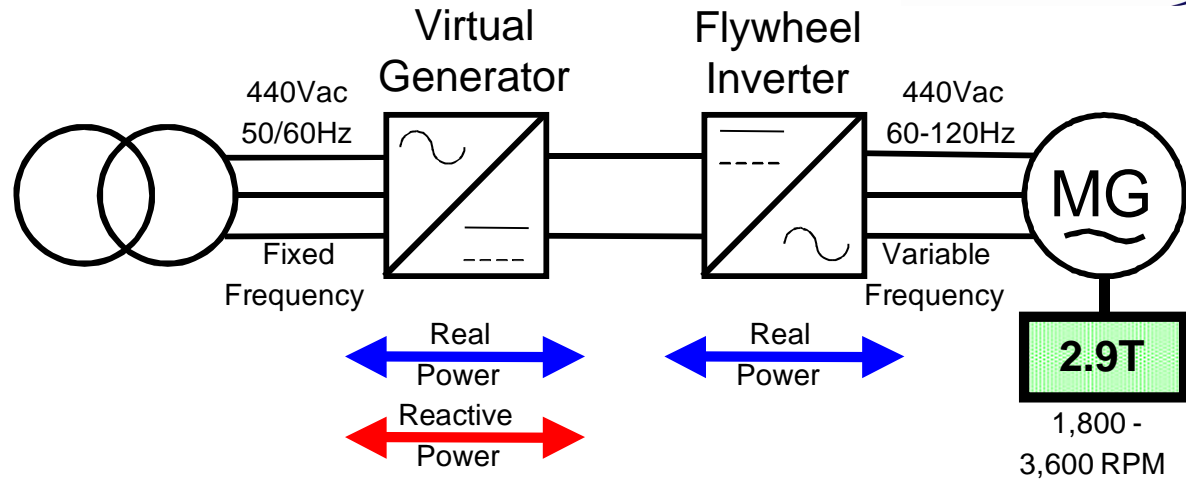 Virtual
Generator
Flywheel
Inverter
440Vac
50/60Hz
440Vac
60-120Hz
MG
Fixed
Frequency
Variable
Frequency
Real
Power
Real
Power
2.9T
Reactive
Power
1,800 -
3,600 RPM